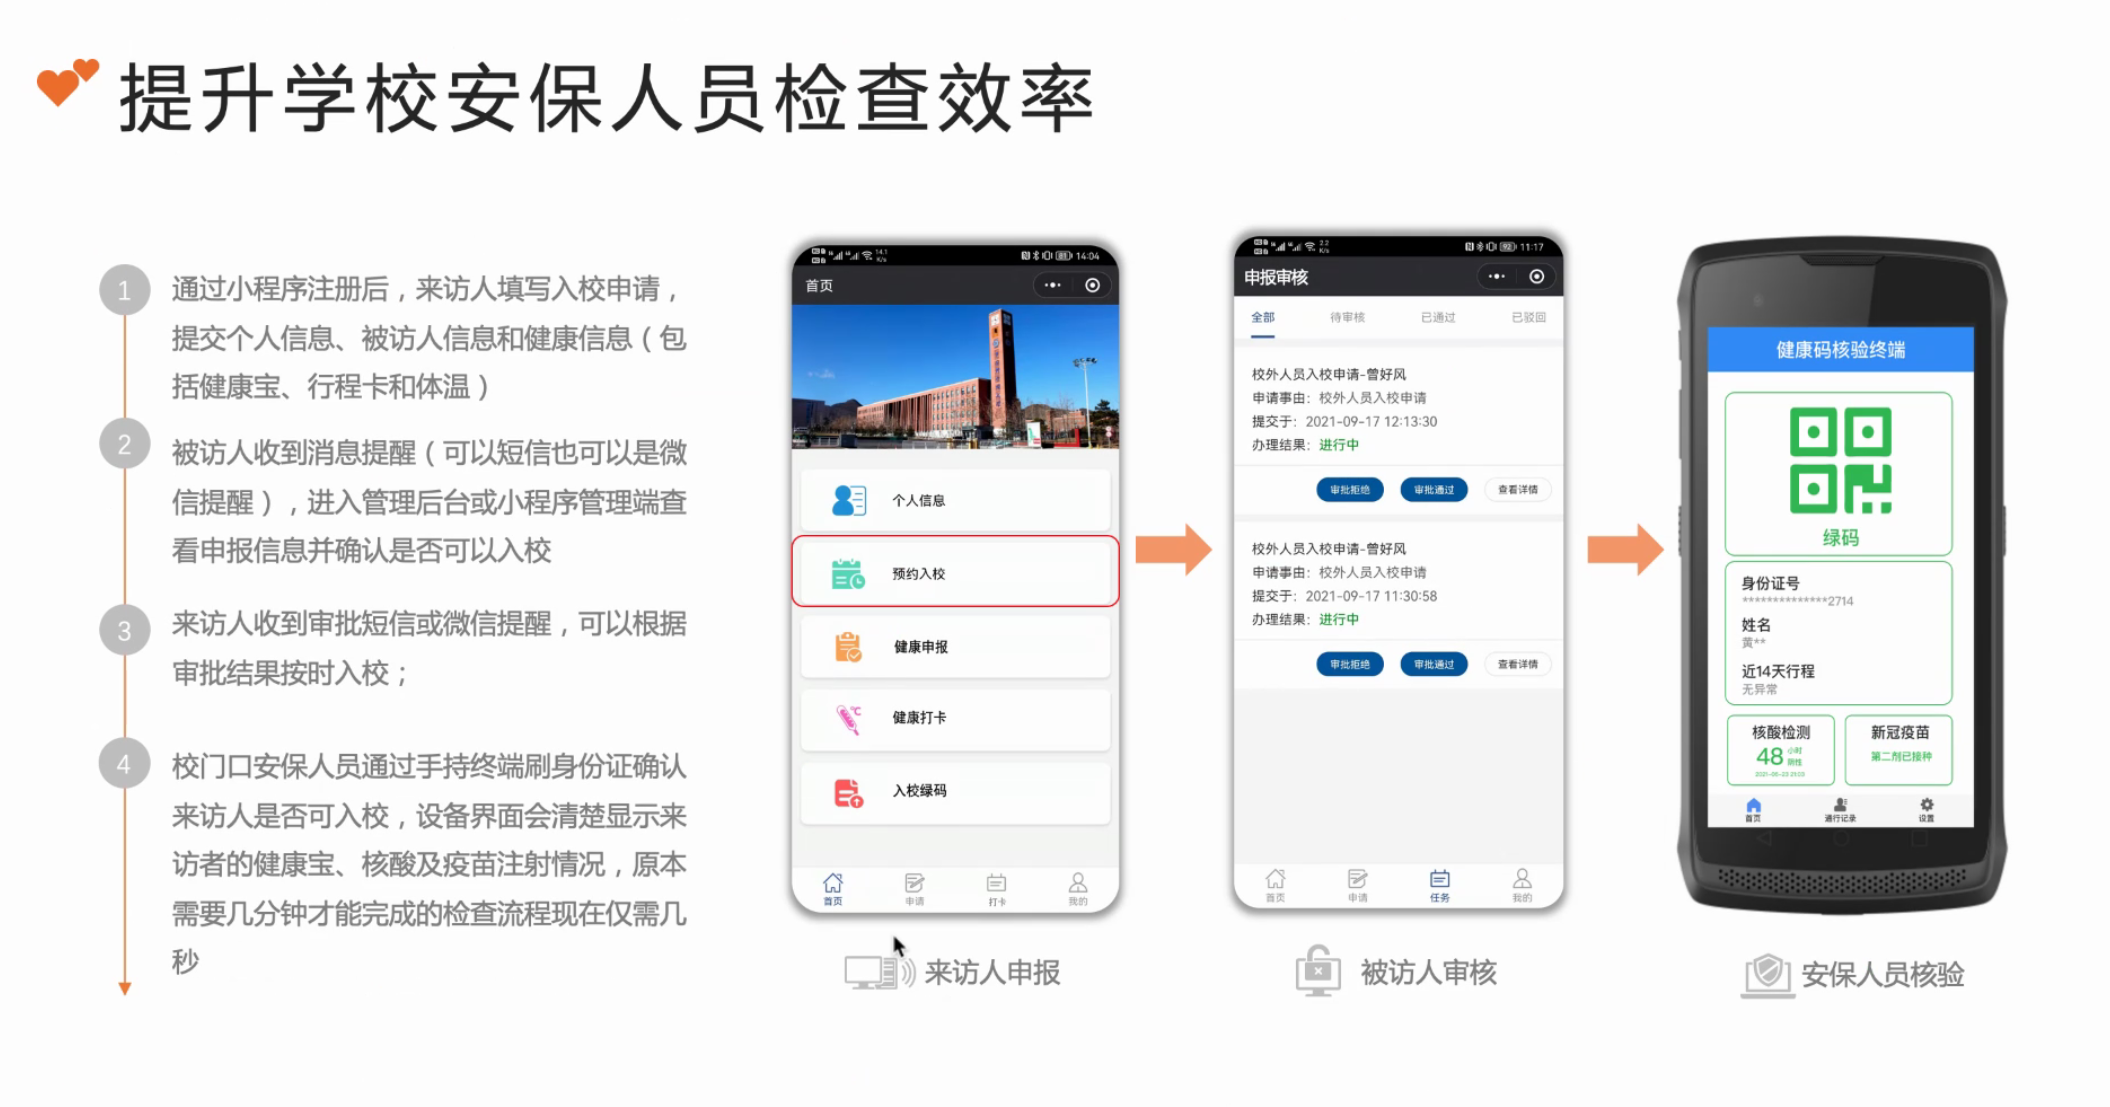 提升学校安保人员检查效率
1
通过小程序注册后，来访人填写入校申请，
提交个人信息、被访人信息和健康信息（包
括健康宝、行程卡和体温）
2
被访人收到消息提醒（可以短信也可以是微
信提醒），进入管理后台或小程序管理端查
看申报信息并确认是否可以入校
3
来访人收到审批短信或微信提醒，可以根据
审批结果按时入校；
4
校门口安保人员通过手持终端刷身份证确认
来访人是否可入校，设备界面会清楚显示来
访者的健康宝、核酸及疫苗注射情况，原本
需要几分钟才能完成的检查流程现在仅需几
秒
14.1 K/s 81 14:04
首页
个人信息
预约入校
健康申报
℃
健康打卡
入校绿码
首页 申请 打卡 我的
来访人申报
2.2 K/s 92 11:17
申报审核
全部 待审核 已通过 已驳回
校外人员入校申请-曾好风
申请事由：校外人员入校申请
提交于：2021-09-17 12:13:30
办理结果：进行中
审批拒绝 审批通过 查看详情
校外人员入校申请-曾好风
申请事由：校外人员入校申请
提交于：2021-09-17 11:30:58
办理结果：进行中
审批拒绝 审批通过 查看详情
首页 申请 任务 我的
被访人审核
健康码核验终端
绿码
身份证号
**************2714
姓名
黄**
近14天行程
无异常
核酸检测
48 小时 阴性
新冠疫苗
第二剂已接种
首页 通行记录 设置
安保人员核验